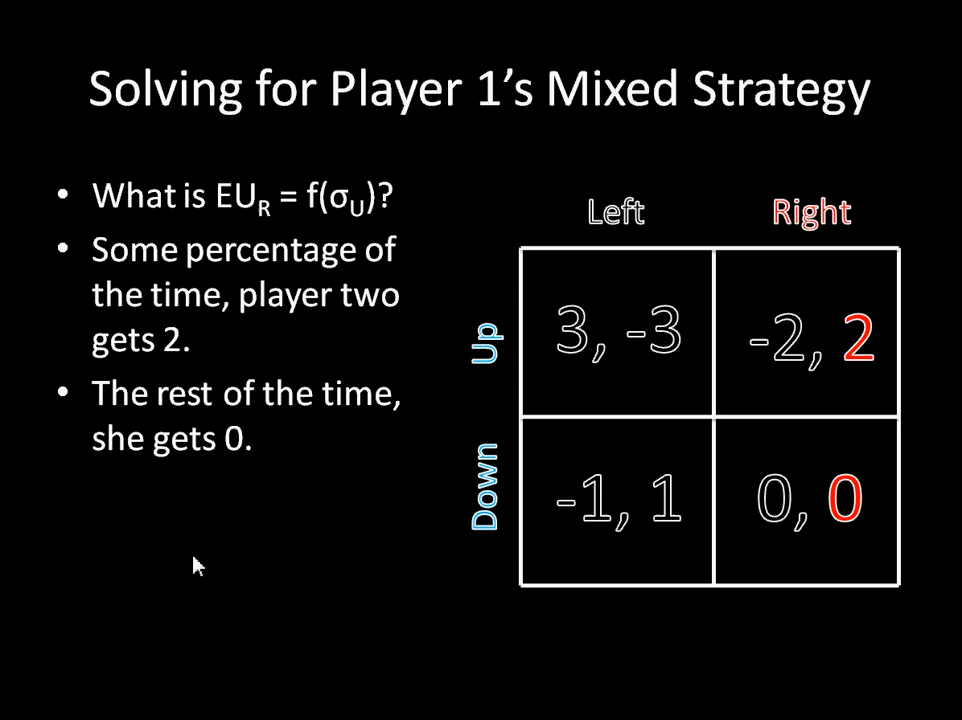 Solving for Player 1’s Mixed Strategy
• What is EU_R = f(σ_U)?
• Some percentage of
the time, player two
gets 2.
• The rest of the time,
she gets 0.
Left Right
Up 3, -3 -2, 2
Down -1, 1 0, 0